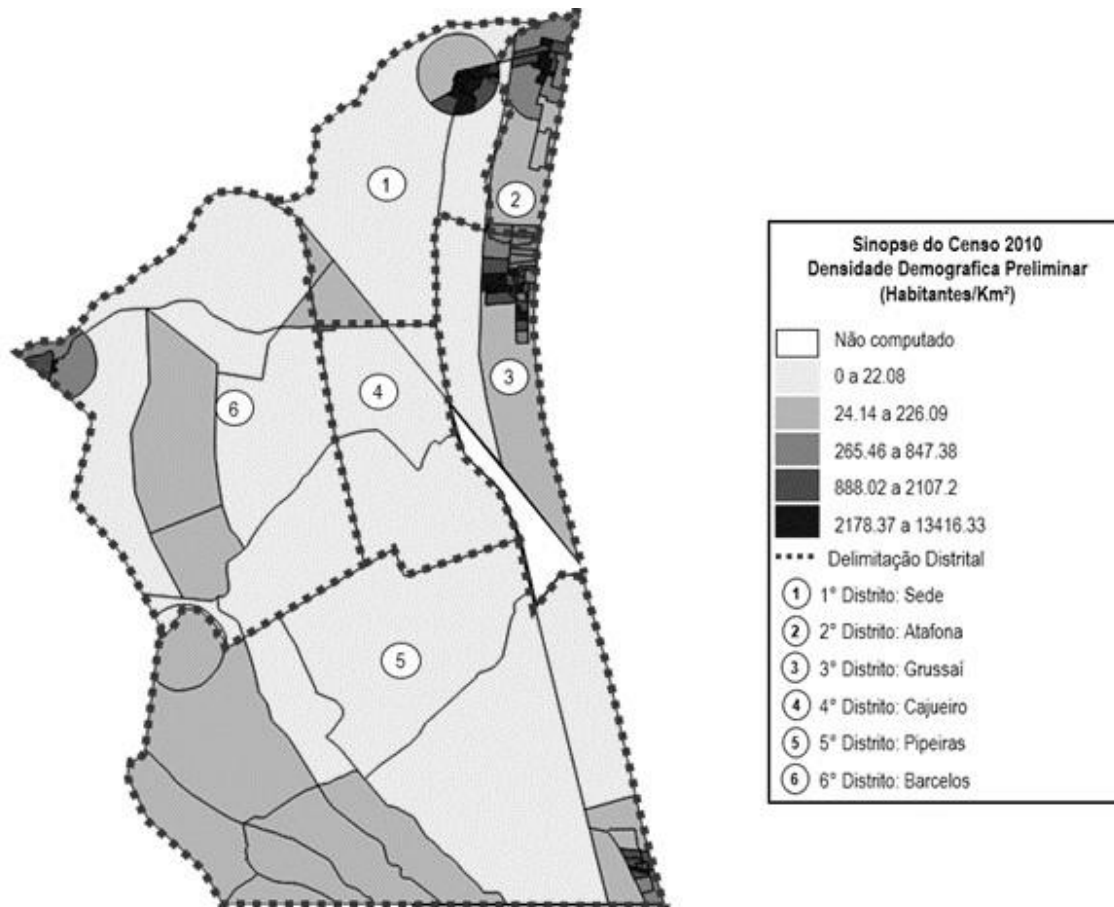 1
2
3
4
6
5
Sinopse do Censo 2010
Densidade Demografica Preliminar
(Habitantes/Km²)
Não computado
0 a 22.08
24.14 a 226.09
265.46 a 847.38
888.02 a 2107.2
2178.37 a 13416.33
Delimitação Distrital
1 1° Distrito: Sede
2 2° Distrito: Atafona
3 3° Distrito: Grussaí
4 4° Distrito: Cajueiro
5 5° Distrito: Pipeiras
6 6° Distrito: Barcelos